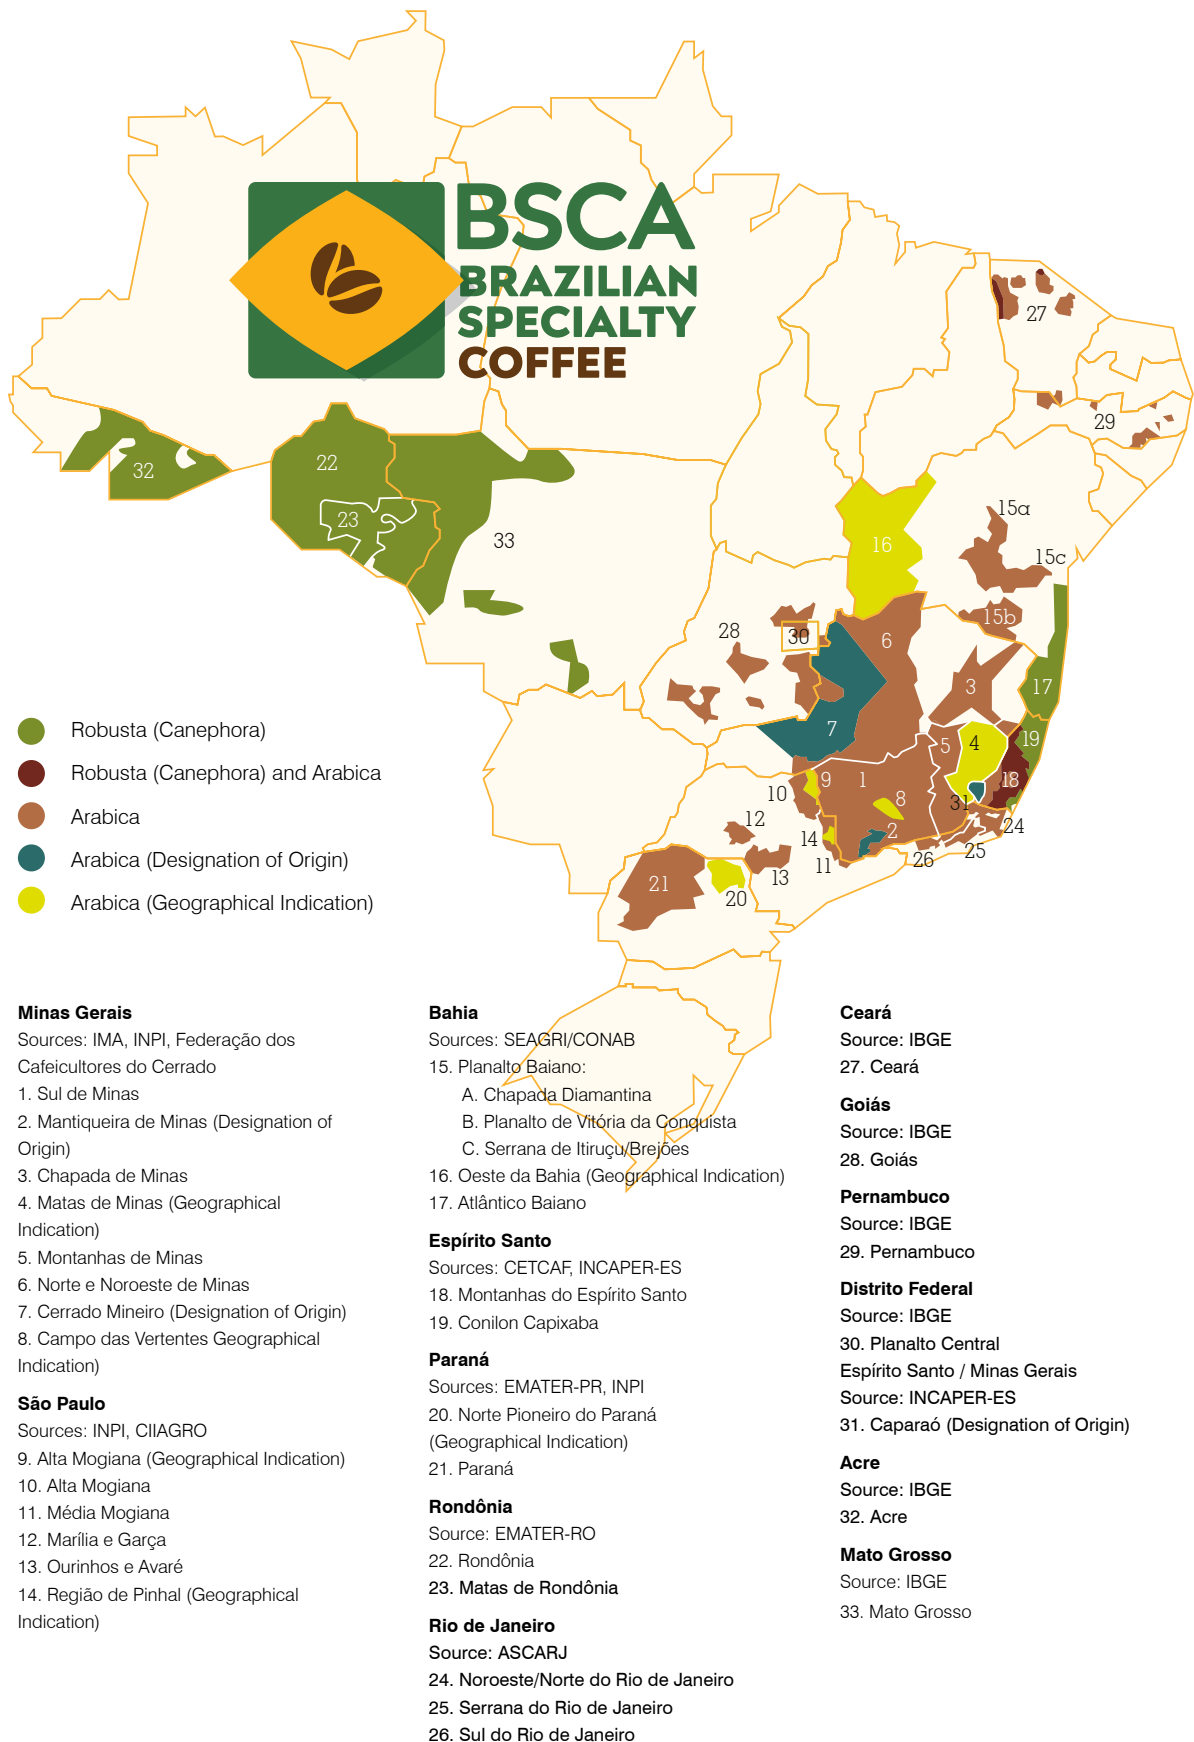 BSCA
BRAZILIAN
SPECIALTY
COFFEE
27
29
32
22
23
33
16
15a
15c
15b
28
30
6
3
17
7
5
4
19
18
31
1
9
8
10
12
14
2
11
13
24
25
26
21
20
Robusta (Canephora)
Robusta (Canephora) and Arabica
Arabica
Arabica (Designation of Origin)
Arabica (Geographical Indication)
Minas Gerais
Sources: IMA, INPI, Federação dos
Cafeicultores do Cerrado
1. Sul de Minas
2. Mantiqueira de Minas (Designation of
Origin)
3. Chapada de Minas
4. Matas de Minas (Geographical
Indication)
5. Montanhas de Minas
6. Norte e Noroeste de Minas
7. Cerrado Mineiro (Designation of Origin)
8. Campo das Vertentes Geographical
Indication)
São Paulo
Sources: INPI, CIIAGRO
9. Alta Mogiana (Geographical Indication)
10. Alta Mogiana
11. Média Mogiana
12. Marília e Garça
13. Ourinhos e Avaré
14. Região de Pinhal (Geographical
Indication)
Bahia
Sources: SEAGRI/CONAB
15. Planalto Baiano:
A. Chapada Diamantina
B. Planalto de Vitória da Conquista
C. Serrana de Itiruçu/Brejões
16. Oeste da Bahia (Geographical Indication)
17. Atlântico Baiano
Espírito Santo
Sources: CETCAF, INCAPER-ES
18. Montanhas do Espírito Santo
19. Conilon Capixaba
Paraná
Sources: EMATER-PR, INPI
20. Norte Pioneiro do Paraná
(Geographical Indication)
21. Paraná
Rondônia
Source: EMATER-RO
22. Rondônia
23. Matas de Rondônia
Rio de Janeiro
Source: ASCARJ
24. Noroeste/Norte do Rio de Janeiro
25. Serrana do Rio de Janeiro
26. Sul do Rio de Janeiro
Ceará
Source: IBGE
27. Ceará
Goiás
Source: IBGE
28. Goiás
Pernambuco
Source: IBGE
29. Pernambuco
Distrito Federal
Source: IBGE
30. Planalto Central
Espírito Santo / Minas Gerais
Source: INCAPER-ES
31. Caparaó (Designation of Origin)
Acre
Source: IBGE
32. Acre
Mato Grosso
Source: IBGE
33. Mato Grosso